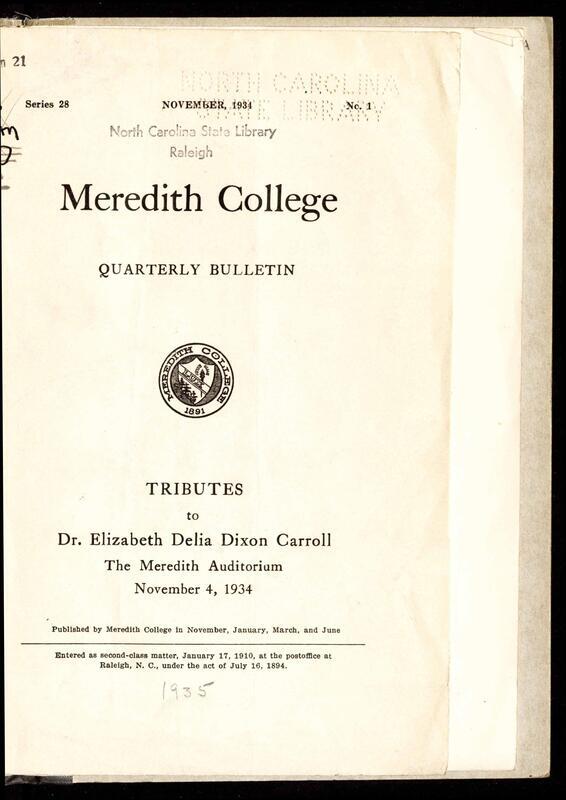 n 21
NORTH CAROLINA
STATE LIBRARY
Series 28 NOVEMBER, 1934 No. 1
North Carolina State Library
Raleigh
Meredith College
QUARTERLY BULLETIN
MEREDITH COLLEGE
1891
TRIBUTES
to
Dr. Elizabeth Delia Dixon Carroll
The Meredith Auditorium
November 4, 1934
Published by Meredith College in November, January, March, and June
Entered as second-class matter, January 17, 1910, at the postoffice at
Raleigh, N. C., under the act of July 16, 1894.
1935